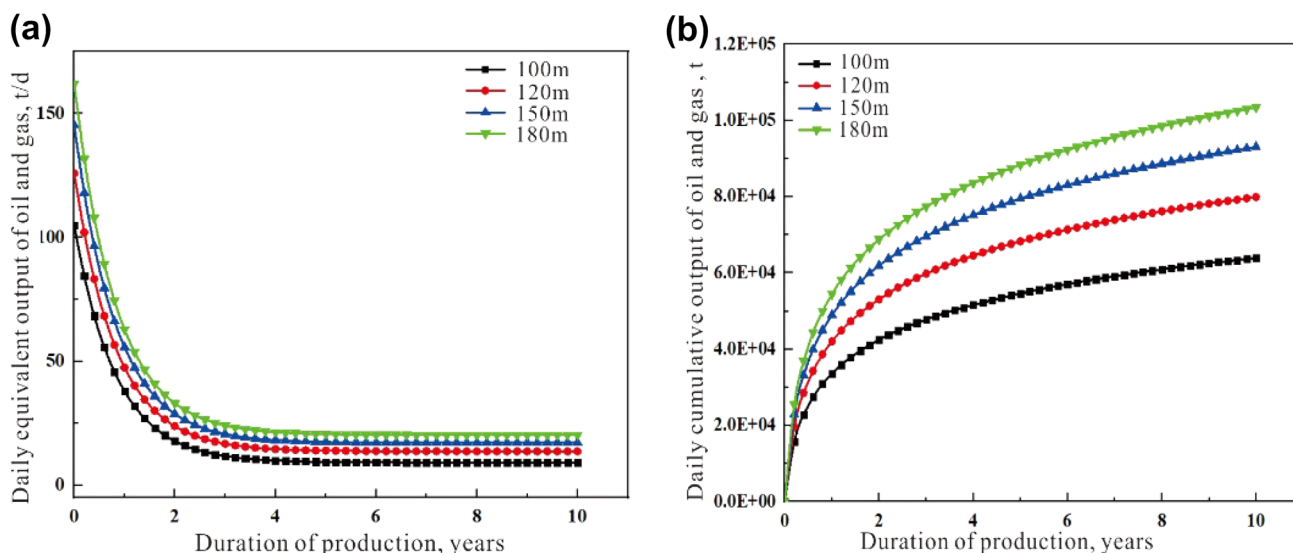 (a)
Daily equivalent output of oil and gas, t/d
150
100
50
0
0 2 4 6 8 10
Duration of production, years
100m
120m
150m
180m
(b)
Daily cumulative output of oil and gas , t
1.2E+05
1.0E+05
8.0E+04
6.0E+04
4.0E+04
2.0E+04
0.0E+00
0 2 4 6 8 10
Duration of production, years
100m
120m
150m
180m